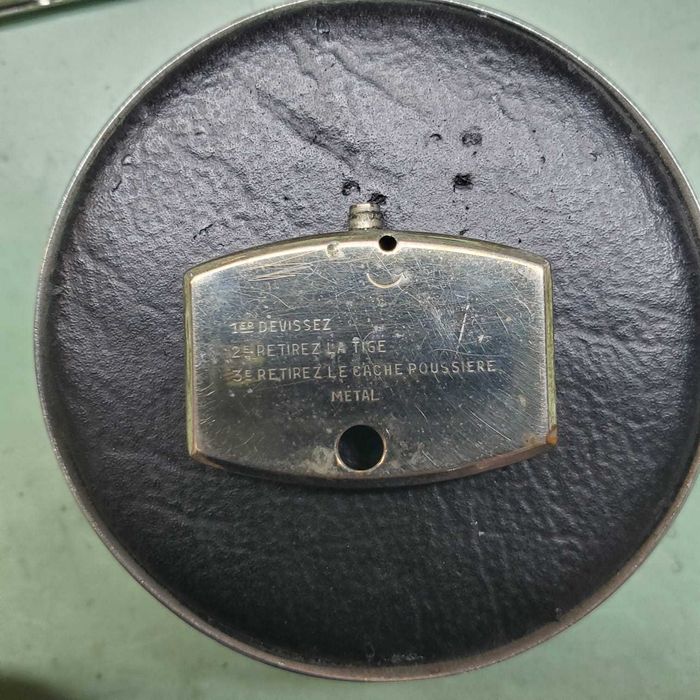 1ER DEVISSEZ
2E RETIREZ LA TIGE
3E RETIREZ LE CACHE POUSSIERE
METAL